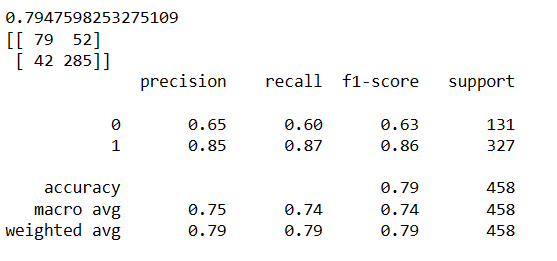 0.7947598253275109
[[ 79  52]
 [ 42 285]]
              precision    recall  f1-score   support

           0       0.65      0.60      0.63       131
           1       0.85      0.87      0.86       327

    accuracy                           0.79       458
   macro avg       0.75      0.74      0.74       458
weighted avg       0.79      0.79      0.79       458